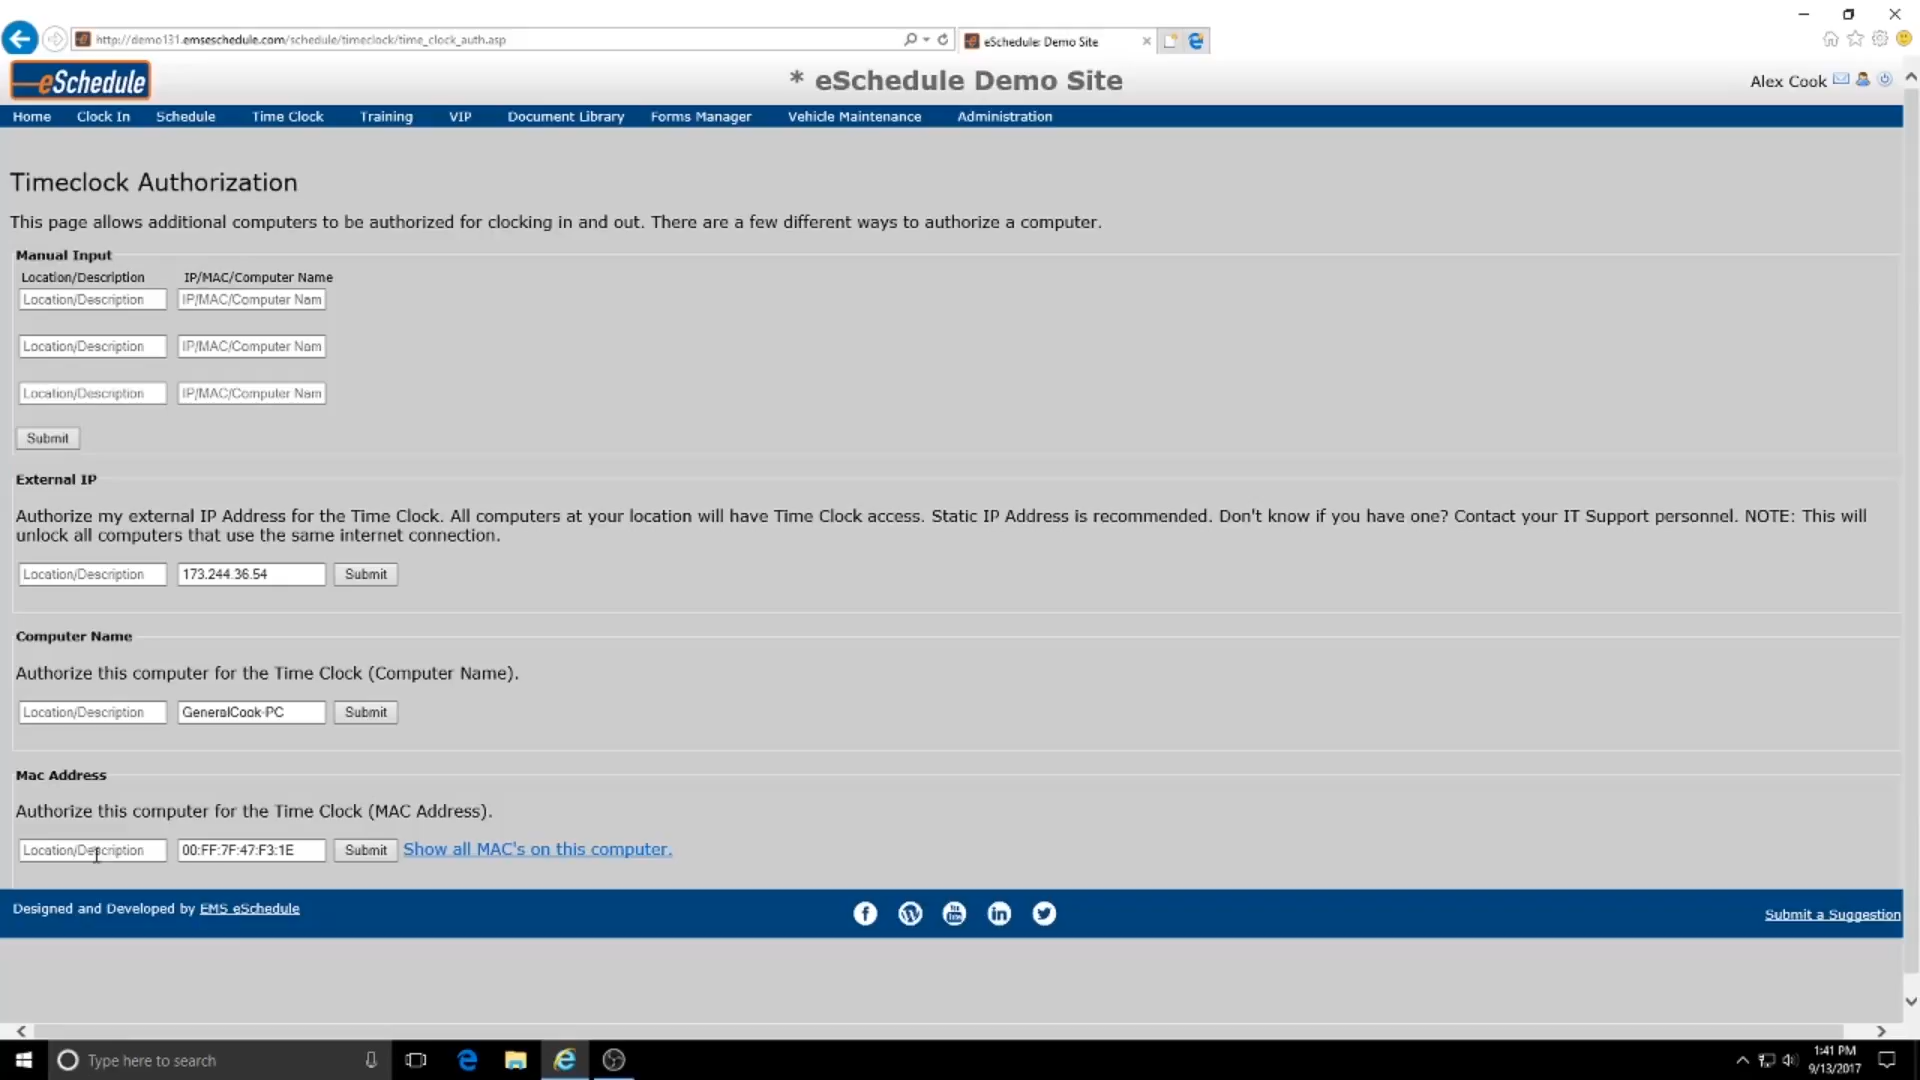 http://demo131.emseschedule.com/schedule/timeclock/time_clock_auth.asp
eSchedule: Demo Site
eSchedule
* eSchedule Demo Site
Alex Cook
Home Clock In Schedule Time Clock Training VIP Document Library Forms Manager Vehicle Maintenance Administration
Timeclock Authorization
This page allows additional computers to be authorized for clocking in and out. There are a few different ways to authorize a computer.
Manual Input
Location/Description IP/MAC/Computer Name
Location/Description IP/MAC/Computer Nam
Location/Description IP/MAC/Computer Nam
Location/Description IP/MAC/Computer Nam
Submit
External IP
Authorize my external IP Address for the Time Clock. All computers at your location will have Time Clock access. Static IP Address is recommended. Don't know if you have one? Contact your IT Support personnel. NOTE: This will
unlock all computers that use the same internet connection.
Location/Description 173.244.36.54 Submit
Computer Name
Authorize this computer for the Time Clock (Computer Name).
Location/Description GeneralCook-PC Submit
Mac Address
Authorize this computer for the Time Clock (MAC Address).
Location/Description 00:FF:7F:47:F3:1E Submit Show all MAC's on this computer.
Designed and Developed by EMS eSchedule
Submit a Suggestion
Type here to search
1:41 PM
9/13/2017